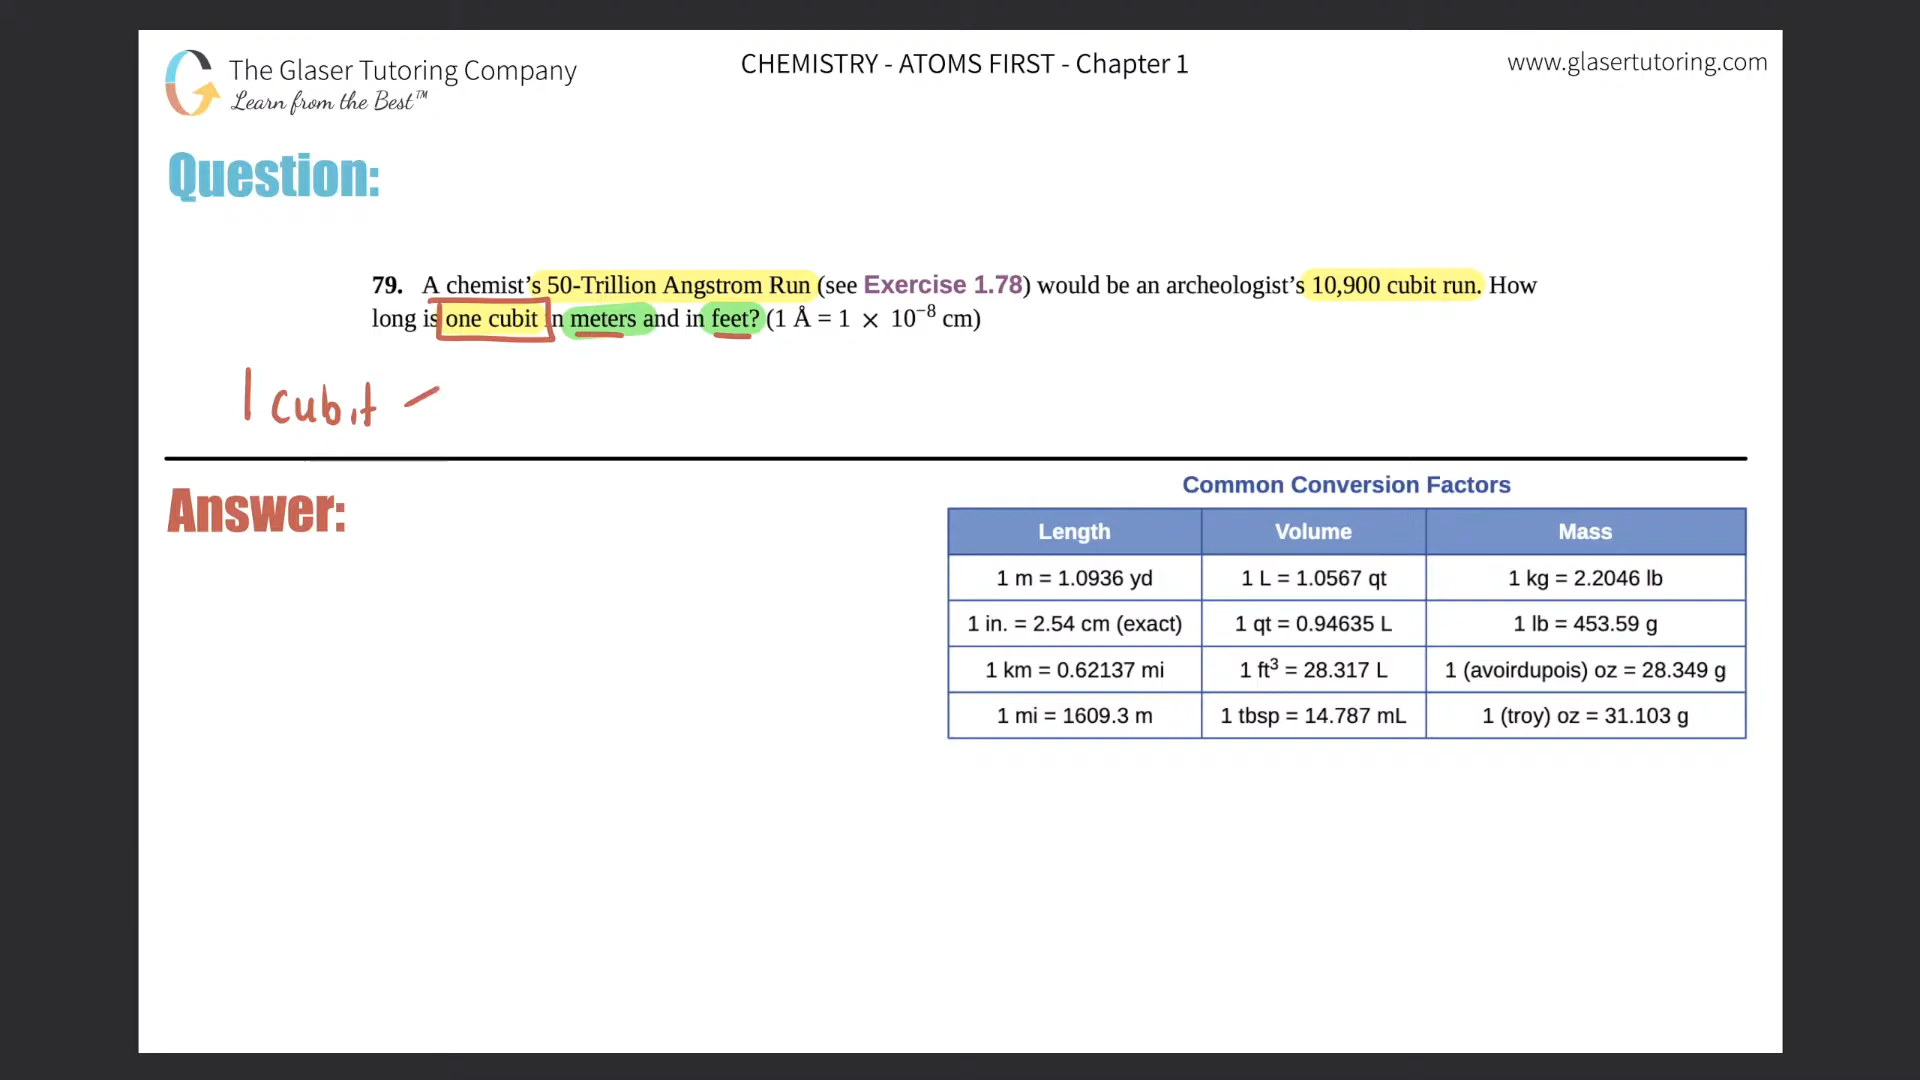 The Glaser Tutoring Company
Learn from the Best™
CHEMISTRY - ATOMS FIRST - Chapter 1
www.glasertutoring.com
Question:
79. A chemist's 50-Trillion Angstrom Run (see Exercise 1.78) would be an archeologist's 10,900 cubit run. How
long is one cubit in meters and in feet? (1 Å = 1 × 10⁻⁸ cm)
1 cubit -
Answer:
Common Conversion Factors
Length Volume Mass
1 m = 1.0936 yd 1 L = 1.0567 qt 1 kg = 2.2046 lb
1 in. = 2.54 cm (exact) 1 qt = 0.94635 L 1 lb = 453.59 g
1 km = 0.62137 mi 1 ft³ = 28.317 L 1 (avoirdupois) oz = 28.349 g
1 mi = 1609.3 m 1 tbsp = 14.787 mL 1 (troy) oz = 31.103 g